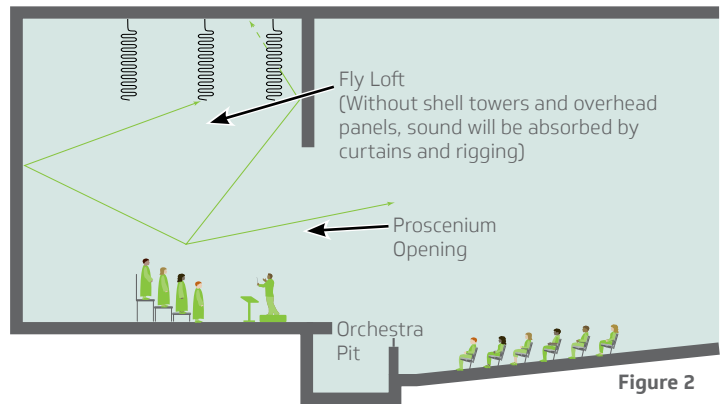 Fly Loft
(Without shell towers and overhead
panels, sound will be absorbed by
curtains and rigging)
Proscenium
Opening
Orchestra
Pit
Figure 2